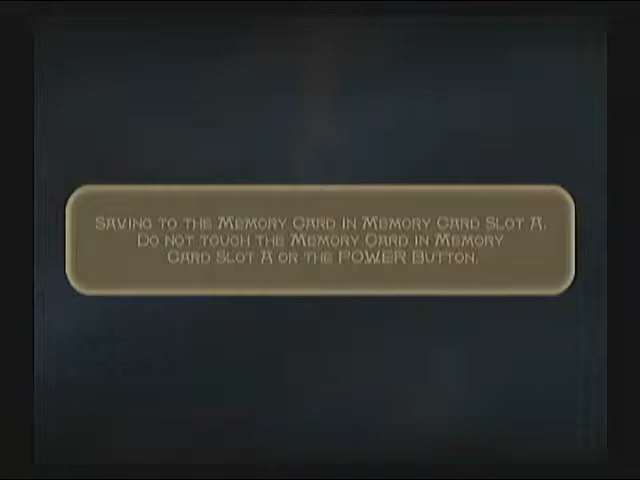 Saving to the Memory Card in Memory Card Slot A.
Do not touch the Memory Card in Memory
Card Slot A or the POWER Button.